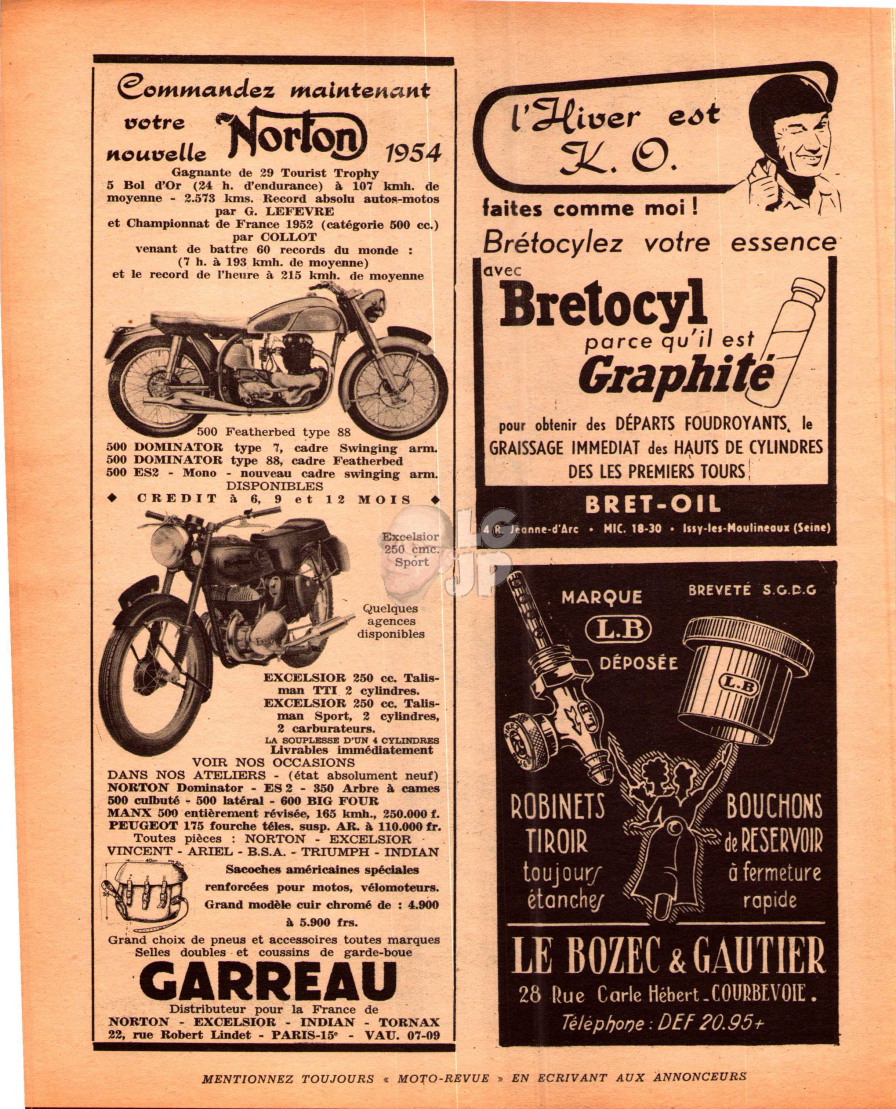 Commandez maintenant
votre
nouvelle
Norton
1954
Gagnante de 29 Tourist Trophy
5 Bol d'Or (24 h. d'endurance) à 107 kmh. de
moyenne - 2.573 kms. Record absolu autos-motos
par G. LEFEVRE
et Championnat de France 1952 (catégorie 500 cc.)
par COLLOT
venant de battre 60 records du monde :
(7 h. à 193 kmh. de moyenne)
et le record de l'heure à 215 kmh. de moyenne
500 Featherbed type 88
500 DOMINATOR type 7, cadre Swinging arm.
500 DOMINATOR type 88, cadre Featherbed
500 ES2 - Mono - nouveau cadre swinging arm.
DISPONIBLES
◆ CREDIT à 6, 9 et 12 MOIS ◆
Excelsior
250 cmc.
Sport
Quelques
agences
disponibles
EXCELSIOR 250 cc. Talis-
man TTI 2 cylindres.
EXCELSIOR 250 cc. Talis-
man Sport, 2 cylindres,
2 carburateurs.
LA SOUPLESSE D'UN 4 CYLINDRES
Livrables immédiatement
VOIR NOS OCCASIONS
DANS NOS ATELIERS - (état absolument neuf)
NORTON Dominator - ES 2 - 350 Arbre à cames
500 culbuté - 500 latéral - 600 BIG FOUR
MANX 500 entièrement révisée, 165 kmh., 250.000 f.
PEUGEOT 175 fourche téles. susp. AR. à 110.000 fr.
Toutes pièces : NORTON - EXCELSIOR
VINCENT - ARIEL - B.S.A. - TRIUMPH - INDIAN
Sacoches américaines spéciales
renforcées pour motos, vélomoteurs.
Grand modèle cuir chromé de : 4.900
à 5.900 frs.
Grand choix de pneus et accessoires toutes marques
Selles doubles et coussins de garde-boue
GARREAU
Distributeur pour la France de
NORTON - EXCELSIOR - INDIAN - TORNAX
22, rue Robert Lindet - PARIS-15e - VAU. 07-09
l'Hiver est
K. O.
faites comme moi !
Brétocylez votre essence
avec
Bretocyl
parce qu'il est
Graphité
pour obtenir des DÉPARTS FOUDROYANTS, le
GRAISSAGE IMMEDIAT des HAUTS DE CYLINDRES
DES LES PREMIERS TOURS
BRET-OIL
4 R. Jeanne-d'Arc • MIC. 18-30 • Issy-les-Moulineaux (Seine)
LC
JP
MARQUE
L.B
DÉPOSÉE
BREVETÉ S.G.D.G
L.B
L.B
ROBINETS
TIROIR
toujours
étanches
BOUCHONS
de RESERVOIR
à fermeture
rapide
LE BOZEC & GAUTIER
28 Rue Carle Hébert - COURBEVOIE.
Téléphone : DEF 20.95+
MENTIONNEZ TOUJOURS « MOTO-REVUE » EN ECRIVANT AUX ANNONCEURS